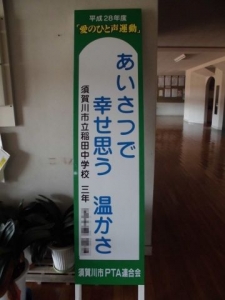 平成28年度
「愛のひと声運動」
あいさつで
幸せ思う 温かさ
須賀川市立稲田中学校 三年
須賀川市PTA連合会